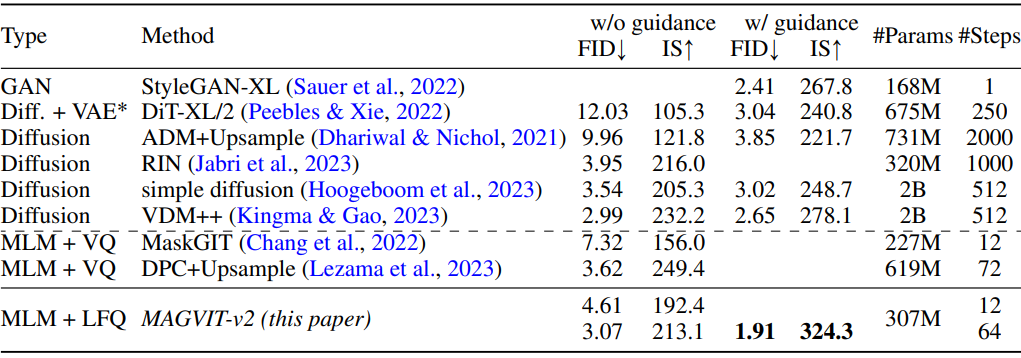 Type Method w/o guidance w/ guidance #Params #Steps
FID↓ IS↑ FID↓ IS↑
GAN StyleGAN-XL (Sauer et al., 2022) 2.41 267.8 168M 1
Diff. + VAE* DiT-XL/2 (Peebles & Xie, 2022) 12.03 105.3 3.04 240.8 675M 250
Diffusion ADM+Upsample (Dhariwal & Nichol, 2021) 9.96 121.8 3.85 221.7 731M 2000
Diffusion RIN (Jabri et al., 2023) 3.95 216.0 320M 1000
Diffusion simple diffusion (Hoogeboom et al., 2023) 3.54 205.3 3.02 248.7 2B 512
Diffusion VDM++ (Kingma & Gao, 2023) 2.99 232.2 2.65 278.1 2B 512
MLM + VQ MaskGIT (Chang et al., 2022) 7.32 156.0 227M 12
MLM + VQ DPC+Upsample (Lezama et al., 2023) 3.62 249.4 619M 72
MLM + LFQ MAGVIT-v2 (this paper) 4.61 192.4 307M 12
3.07 213.1 1.91 324.3 64